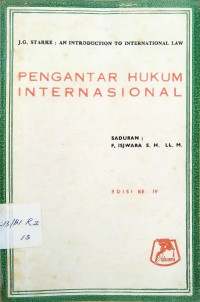 J.G. STARKE ; AN INTRODUCTION TO INTERNATIONAL LAW
PENGANTAR HUKUM
INTERNASIONAL
SADURAN ;
F, ISJWARA S. H. LL. M.
EDISI KE IV